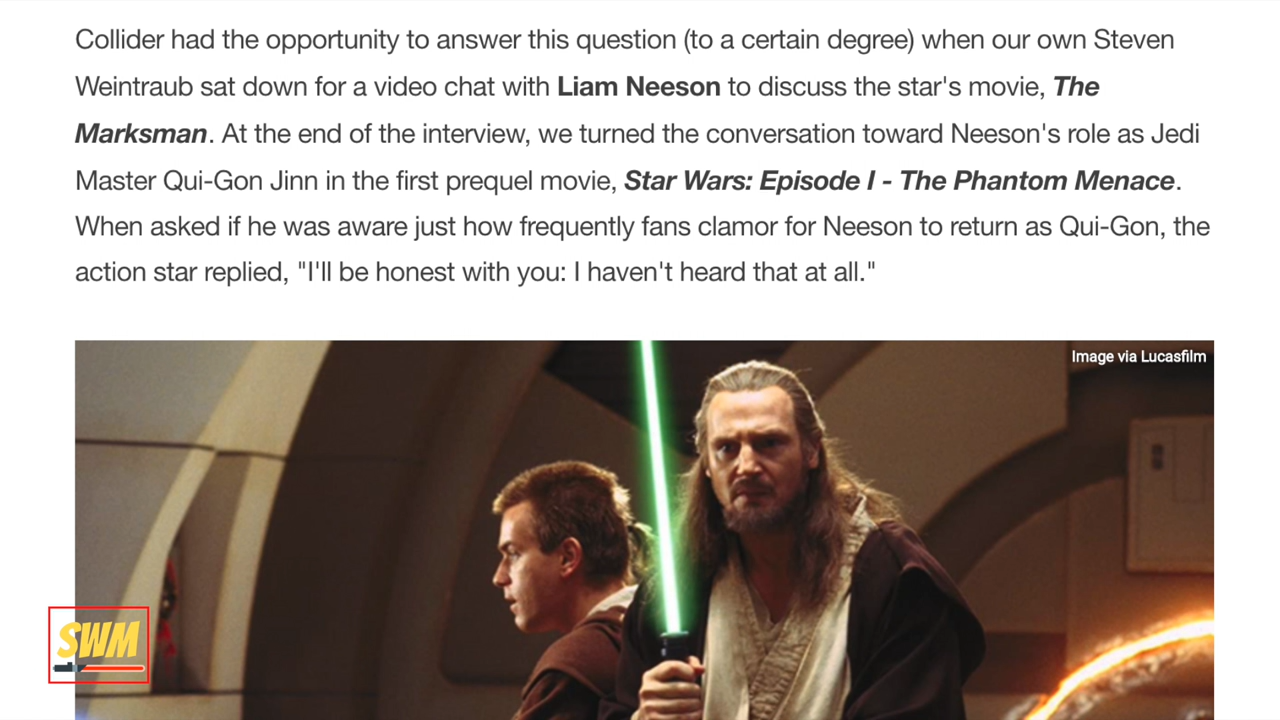 Collider had the opportunity to answer this question (to a certain degree) when our own Steven
Weintraub sat down for a video chat with Liam Neeson to discuss the star's movie, The
Marksman. At the end of the interview, we turned the conversation toward Neeson's role as Jedi
Master Qui-Gon Jinn in the first prequel movie, Star Wars: Episode I - The Phantom Menace.
When asked if he was aware just how frequently fans clamor for Neeson to return as Qui-Gon, the
action star replied, "I'll be honest with you: I haven't heard that at all."
Image via Lucasfilm
SWM